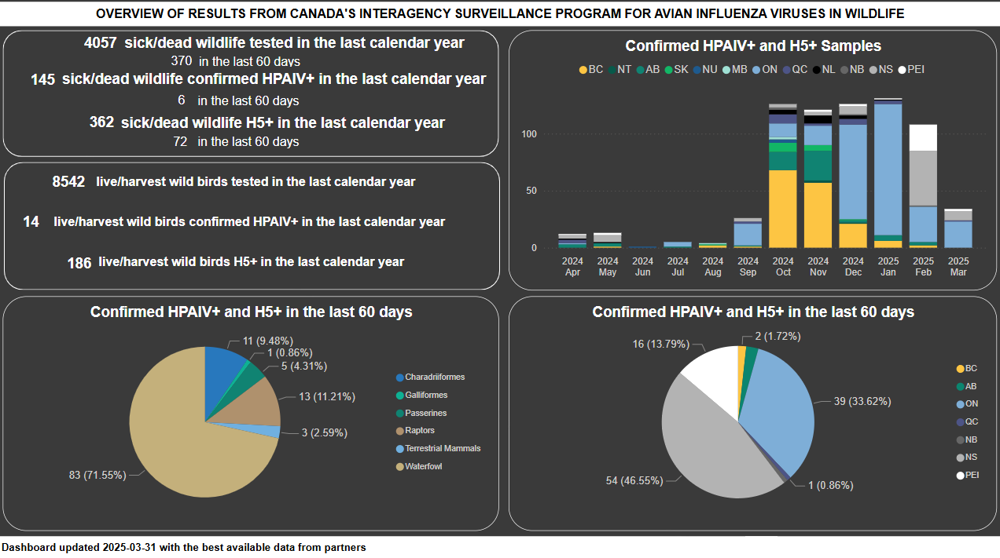 OVERVIEW OF RESULTS FROM CANADA'S INTERAGENCY SURVEILLANCE PROGRAM FOR AVIAN INFLUENZA VIRUSES IN WILDLIFE
4057 sick/dead wildlife tested in the last calendar year
370 in the last 60 days
145 sick/dead wildlife confirmed HPAIV+ in the last calendar year
6 in the last 60 days
362 sick/dead wildlife H5+ in the last calendar year
72 in the last 60 days
8542 live/harvest wild birds tested in the last calendar year
14 live/harvest wild birds confirmed HPAIV+ in the last calendar year
186 live/harvest wild birds H5+ in the last calendar year
Confirmed HPAIV+ and H5+ Samples
BC NT AB SK NU MB ON QC NL NB NS PEI
100
50
0
2024 2024 2024 2024 2024 2024 2024 2024 2024 2025 2025 2025
Apr May Jun Jul Aug Sep Oct Nov Dec Jan Feb Mar
Confirmed HPAIV+ and H5+ in the last 60 days
11 (9.48%)
1 (0.86%)
5 (4.31%)
13 (11.21%)
3 (2.59%)
83 (71.55%)
Charadriiformes
Galliformes
Passerines
Raptors
Terrestrial Mammals
Waterfowl
Confirmed HPAIV+ and H5+ in the last 60 days
2 (1.72%)
16 (13.79%)
39 (33.62%)
54 (46.55%)
1 (0.86%)
BC
AB
ON
QC
NB
NS
PEI
Dashboard updated 2025-03-31 with the best available data from partners